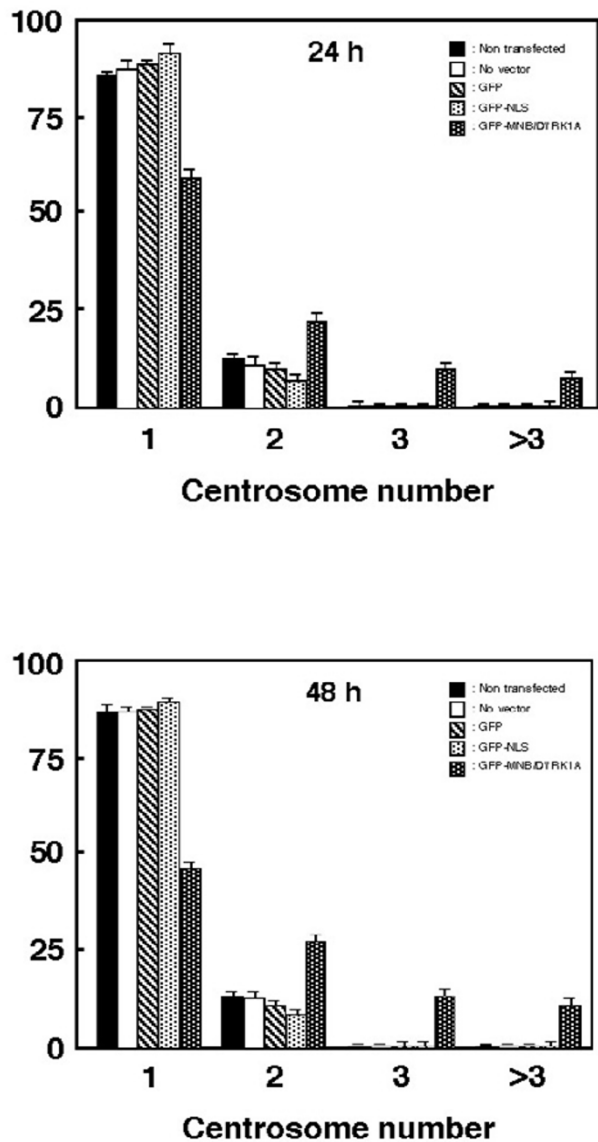 100
24 h
: Non transfected
: No vector
: GFP
: GFP-NLS
: GFP-MNB/DYRK1A
75
50
25
0
1 2 3 >3
Centrosome number
100
48 h
: Non transfected
: No vector
: GFP
: GFP-NLS
: GFP-MNB/DYRK1A
75
50
25
0
1 2 3 >3
Centrosome number